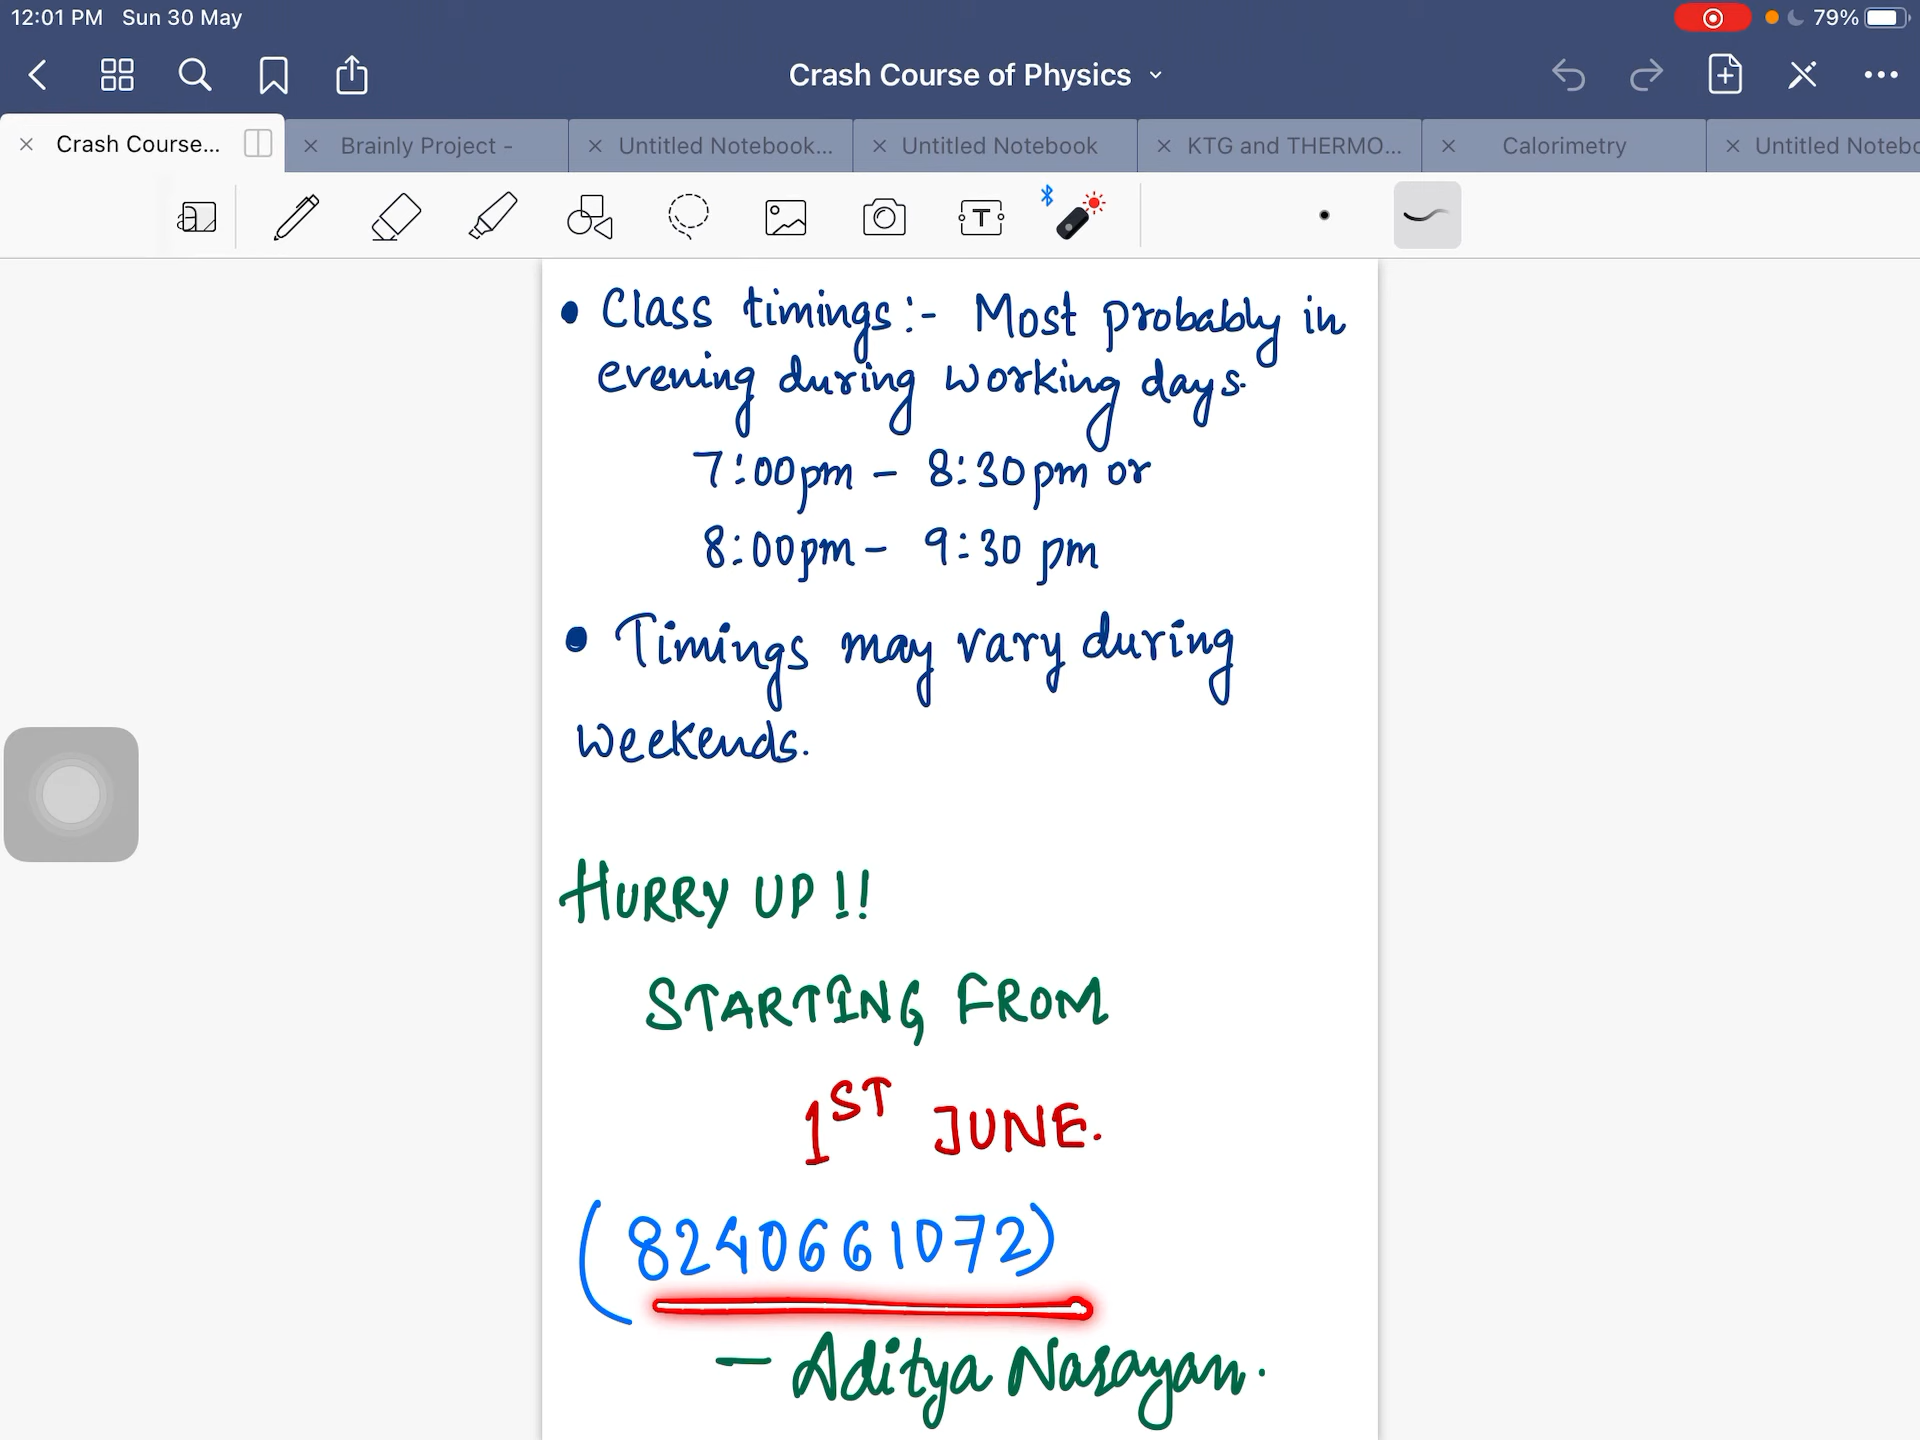 12:01 PM Sun 30 May
79%
Crash Course of Physics
Crash Course...
Brainly Project -
Untitled Notebook...
Untitled Notebook
KTG and THERMO...
Calorimetry
Untitled Notebo
a
T
• Class timings:- Most probably in
evening during working days.
7:00pm - 8:30pm or
8:00pm - 9:30 pm
• Timings may vary during
weekends.
HURRY UP!!
STARTING FROM
1ST JUNE.
(8240661072)
- Aditya Narayan.